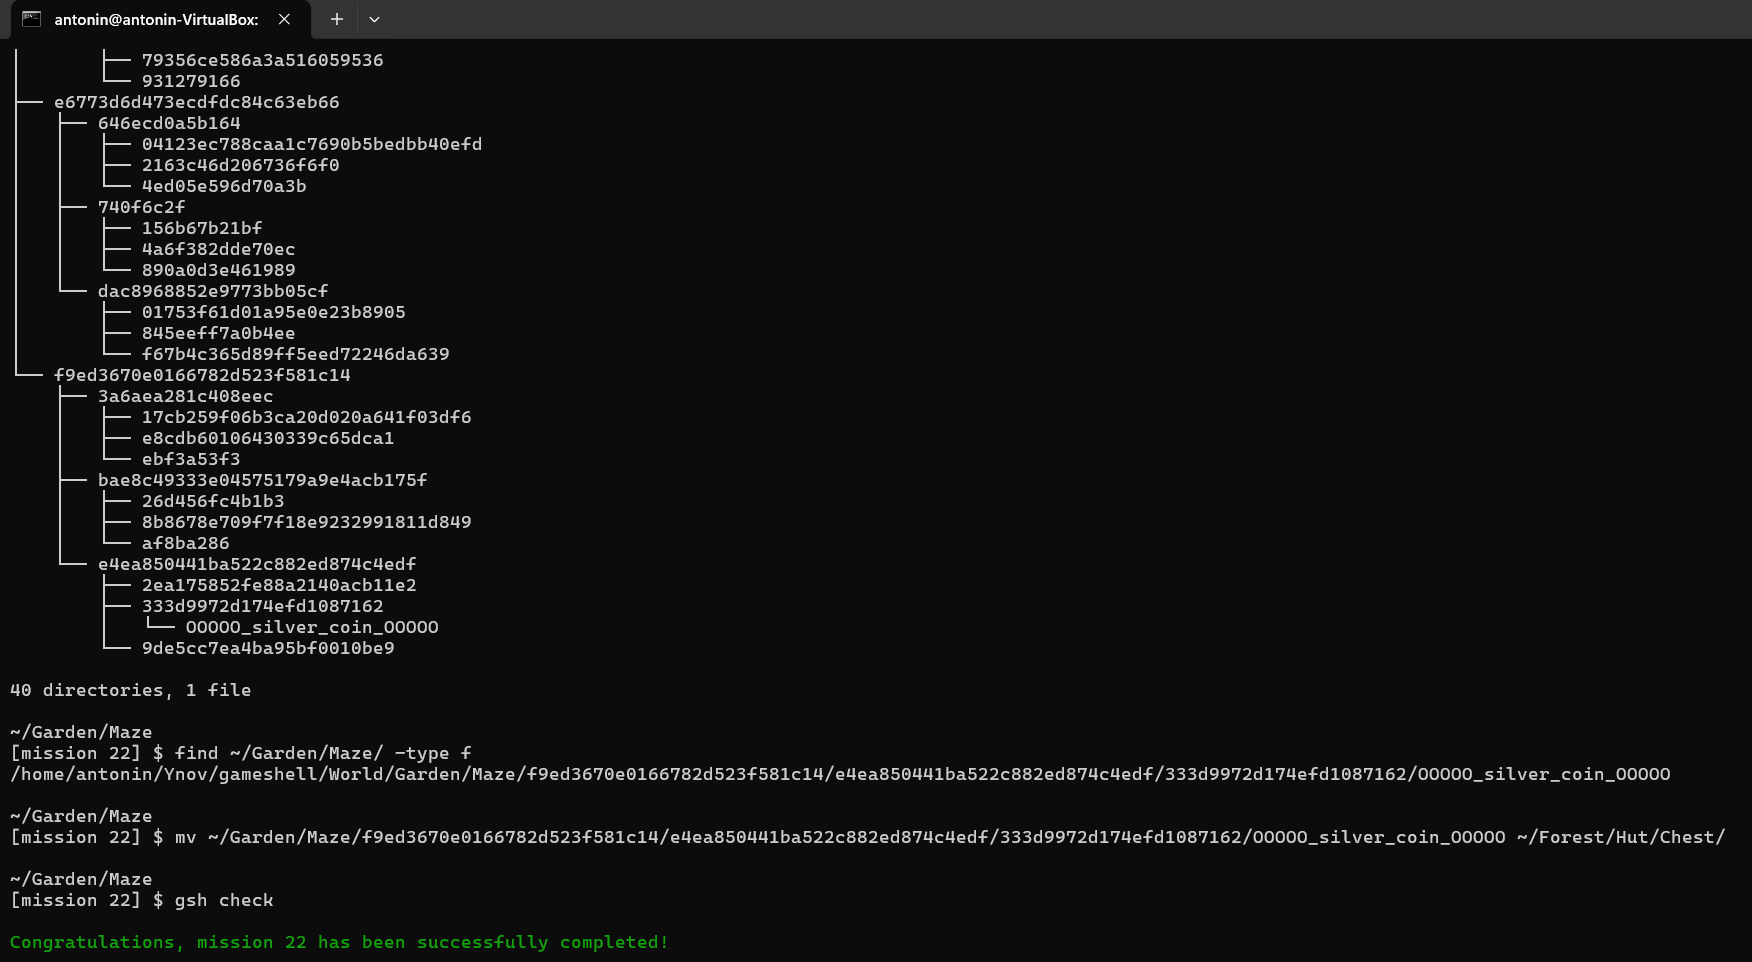 antonin@antonin-VirtualBox:
├── 79356ce586a3a516059536
└── 931279166
├── e6773d6d473ecdfdc84c63eb66
├── 646ecd0a5b164
├── 04123ec788caa1c7690b5bedbb40efd
├── 2163c46d206736f6f0
└── 4ed05e596d70a3b
├── 740f6c2f
├── 156b67b21bf
├── 4a6f382dde70ec
└── 890a0d3e461989
└── dac8968852e9773bb05cf
├── 01753f61d01a95e0e23b8905
├── 845eeff7a0b4ee
└── f67b4c365d89ff5eed72246da639
└── f9ed3670e0166782d523f581c14
├── 3a6aea281c408eec
├── 17cb259f06b3ca20d020a641f03df6
├── e8cdb60106430339c65dca1
└── ebf3a53f3
├── bae8c49333e04575179a9e4acb175f
├── 26d456fc4b1b3
├── 8b8678e709f7f18e9232991811d849
└── af8ba286
└── e4ea850441ba522c882ed874c4edf
├── 2ea175852fe88a2140acb11e2
├── 333d9972d174efd1087162
└── OOOOO_silver_coin_OOOOO
└── 9de5cc7ea4ba95bf0010be9
40 directories, 1 file
~/Garden/Maze
[mission 22] $ find ~/Garden/Maze/ -type f
/home/antonin/Ynov/gameshell/World/Garden/Maze/f9ed3670e0166782d523f581c14/e4ea850441ba522c882ed874c4edf/333d9972d174efd1087162/OOOOO_silver_coin_OOOOO
~/Garden/Maze
[mission 22] $ mv ~/Garden/Maze/f9ed3670e0166782d523f581c14/e4ea850441ba522c882ed874c4edf/333d9972d174efd1087162/OOOOO_silver_coin_OOOOO ~/Forest/Hut/Chest/
~/Garden/Maze
[mission 22] $ gsh check
Congratulations, mission 22 has been successfully completed!